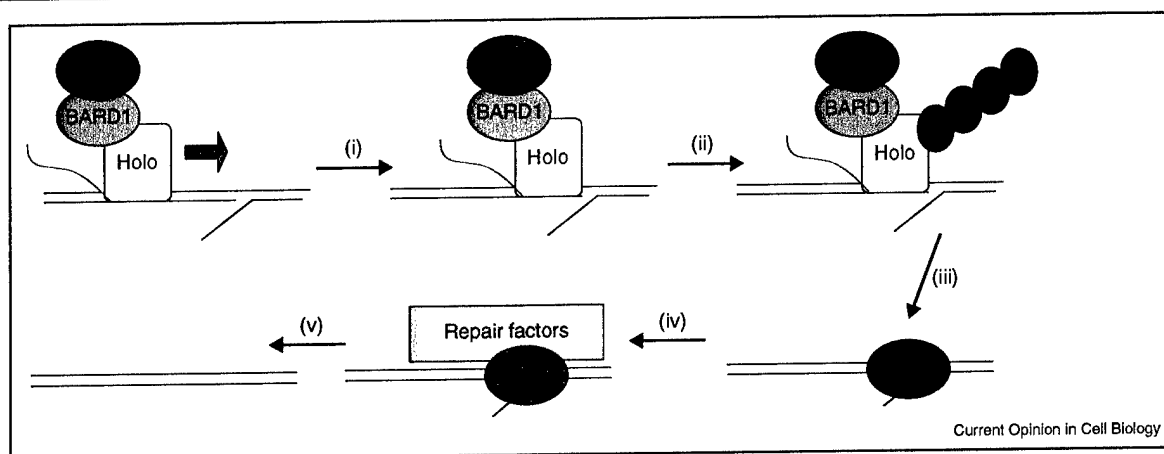 BARD1
Holo
(i)
BARD1
Holo
(ii)
BARD1
Holo
(iii)
(iv)
Repair factors
(v)
Current Opinion in Cell Biology